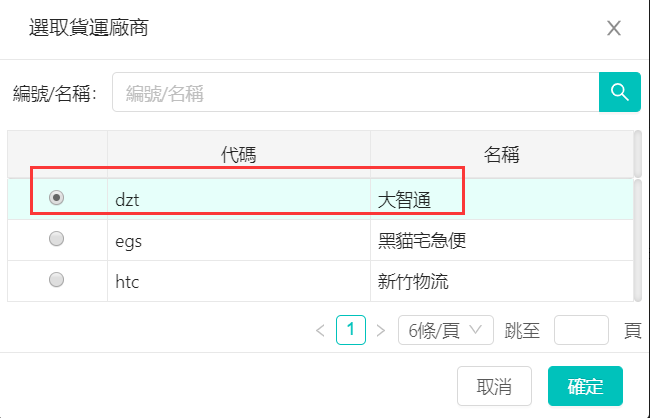 選取貨運廠商
編號/名稱： 編號/名稱
代碼 名稱
dzt 大智通
egs 黑貓宅急便
htc 新竹物流
< 1 > 6條/頁 跳至 頁
取消 確定